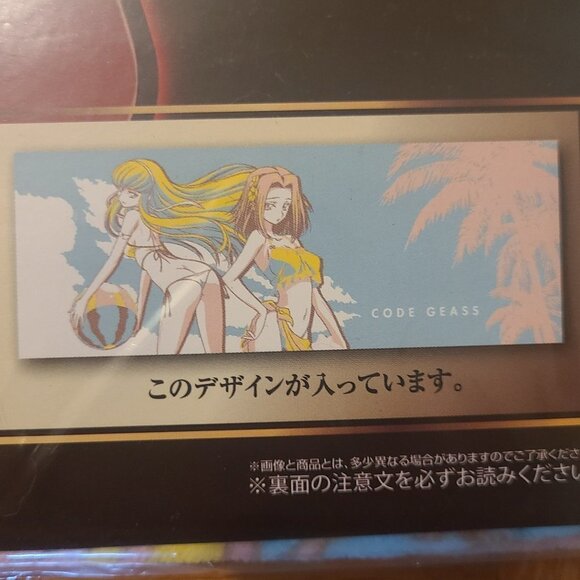 CODE GEASS
このデザインが入っています。
※画像と商品とは、多少異なる場合がありますのでご了承くださ
※裏面の注意文を必ずお読みくださ